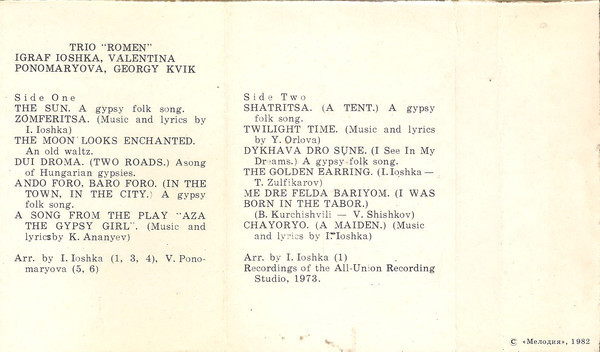 TRIO "ROMEN"
IGRAF IOSHKA, VALENTINA
PONOMARYOVA, GEORGY KVIK
Side One
THE SUN. A gypsy folk song.
ZOMFERITSA. (Music and lyrics by
I. Ioshka)
THE MOON LOOKS ENCHANTED.
An old waltz.
DUI DROMA. (TWO ROADS.) Asong
of Hungarian gypsies.
ANDO FORO, BARO FORO. (IN THE
TOWN, IN THE CITY.) A gypsy
folk song.
A SONG FROM THE PLAY "AZA
THE GYPSY GIRL". (Music and
lyricsby K. Ananyev)
Arr. by I. Ioshka (1, 3, 4), V. Pono-
maryova (5, 6)
Side Two
SHATRITSA. (A TENT.) A gypsy
folk song.
TWILIGHT TIME. (Music and lyrics
by Y. Orlova)
DYKHAVA DRO SUNE. (I See In My
Dreams.) A gypsy folk song.
THE GOLDEN EARRING. (I. Ioshka —
T. Zulfikarov)
ME DRE FELDA BARIYOM. (I WAS
BORN IN THE TABOR.)
(B. Kurchishvili — V. Shishkov)
CHAYORYO. (A MAIDEN.) (Music
and lyrics by I. Ioshka)
Arr. by I. Ioshka (1)
Recordings of the All-Union Recording
Studio, 1973.
© «Мелодия», 1982